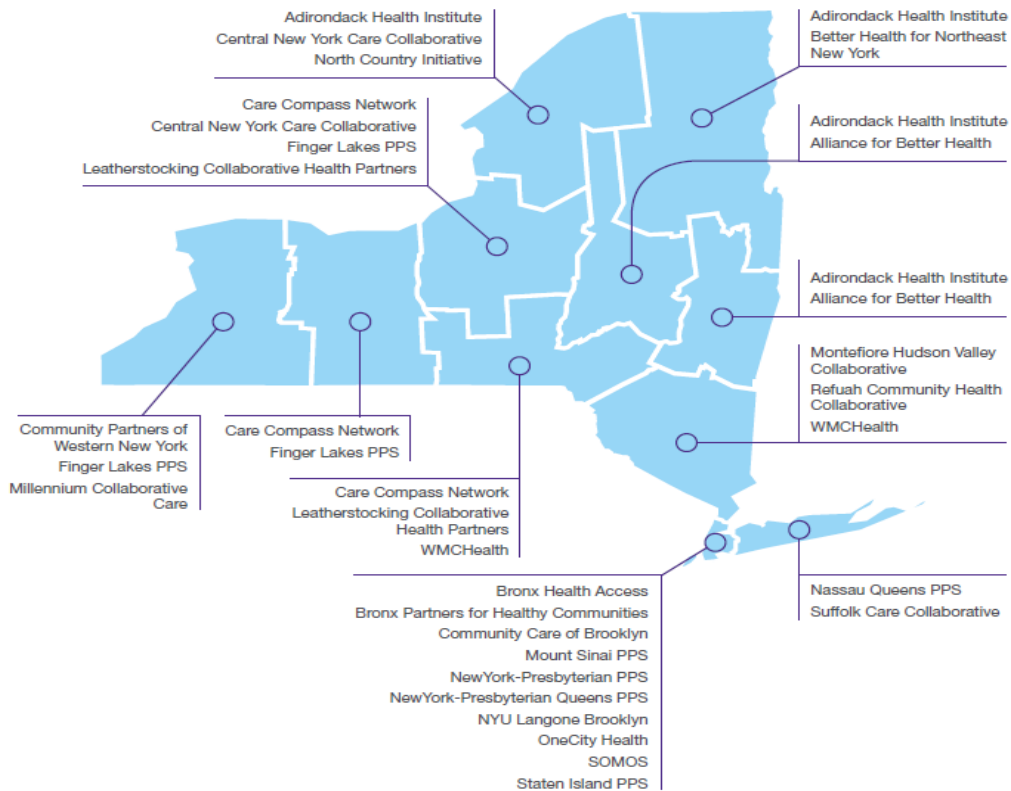 Adirondack Health Institute
Central New York Care Collaborative
North Country Initiative
Adirondack Health Institute
Better Health for Northeast
New York
Care Compass Network
Central New York Care Collaborative
Finger Lakes PPS
Leatherstocking Collaborative Health Partners
Adirondack Health Institute
Alliance for Better Health
Adirondack Health Institute
Alliance for Better Health
Montefiore Hudson Valley
Collaborative
Refuah Community Health
Collaborative
WMCHealth
Community Partners of
Western New York
Finger Lakes PPS
Millennium Collaborative
Care
Care Compass Network
Finger Lakes PPS
Care Compass Network
Leatherstocking Collaborative
Health Partners
WMCHealth
Bronx Health Access
Bronx Partners for Healthy Communities
Community Care of Brooklyn
Mount Sinai PPS
NewYork-Presbyterian PPS
NewYork-Presbyterian Queens PPS
NYU Langone Brooklyn
OneCity Health
SOMOS
Staten Island PPS
Nassau Queens PPS
Suffolk Care Collaborative